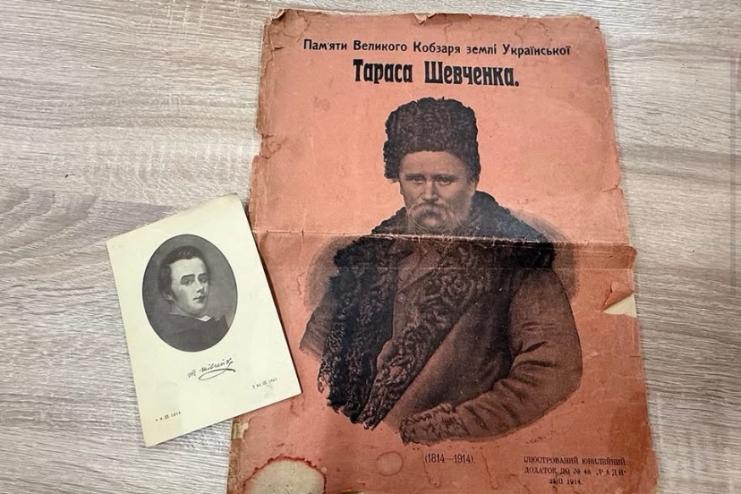 Пам'яти Великого Кобзаря землі Української
Тараса Шевченка.
(1814–1914).
ІЛЮСТРОВАНИЙ ЮВИЛЕЙНИЙ
ДОДАТОК ДО № 46 „РАДИ“
1914.